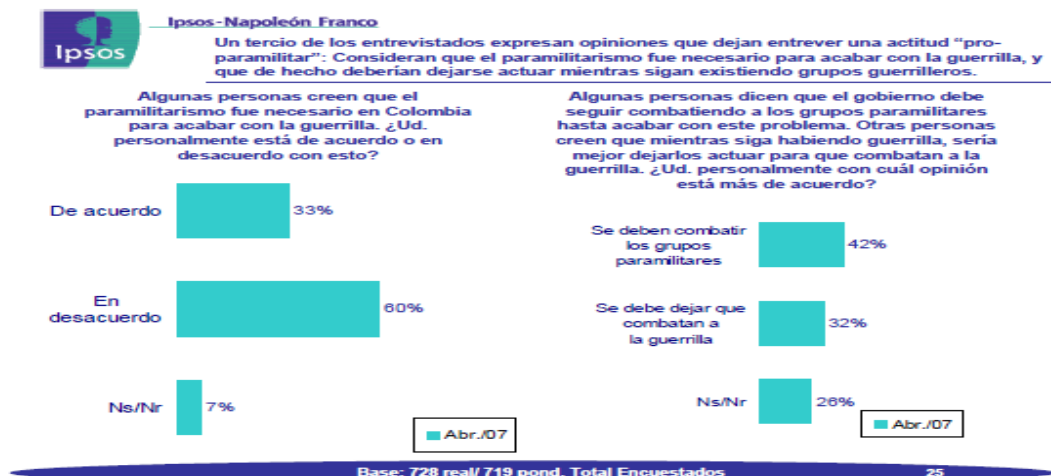 Ipsos
Ipsos-Napoleón Franco
Un tercio de los entrevistados expresan opiniones que dejan entrever una actitud “pro-
paramilitar”: Consideran que el paramilitarismo fue necesario para acabar con la guerrilla, y
que de hecho deberían dejarse actuar mientras sigan existiendo grupos guerrilleros.
Algunas personas creen que el
paramilitarismo fue necesario en Colombia
para acabar con la guerrilla. ¿Ud.
personalmente está de acuerdo o en
desacuerdo con esto?
De acuerdo
33%
En
desacuerdo
60%
Ns/Nr
7%
Abr./07
Algunas personas dicen que el gobierno debe
seguir combatiendo a los grupos paramilitares
hasta acabar con este problema. Otras personas
creen que mientras siga habiendo guerrilla, sería
mejor dejarlos actuar para que combatan a la
guerrilla. ¿Ud. personalmente con cuál opinión
está más de acuerdo?
Se deben combatir
los grupos
paramilitares
42%
Se debe dejar que
combatan a
la guerrilla
32%
Ns/Nr
26%
Abr./07
Base: 728 real/ 719 pond. Total Encuestados
25